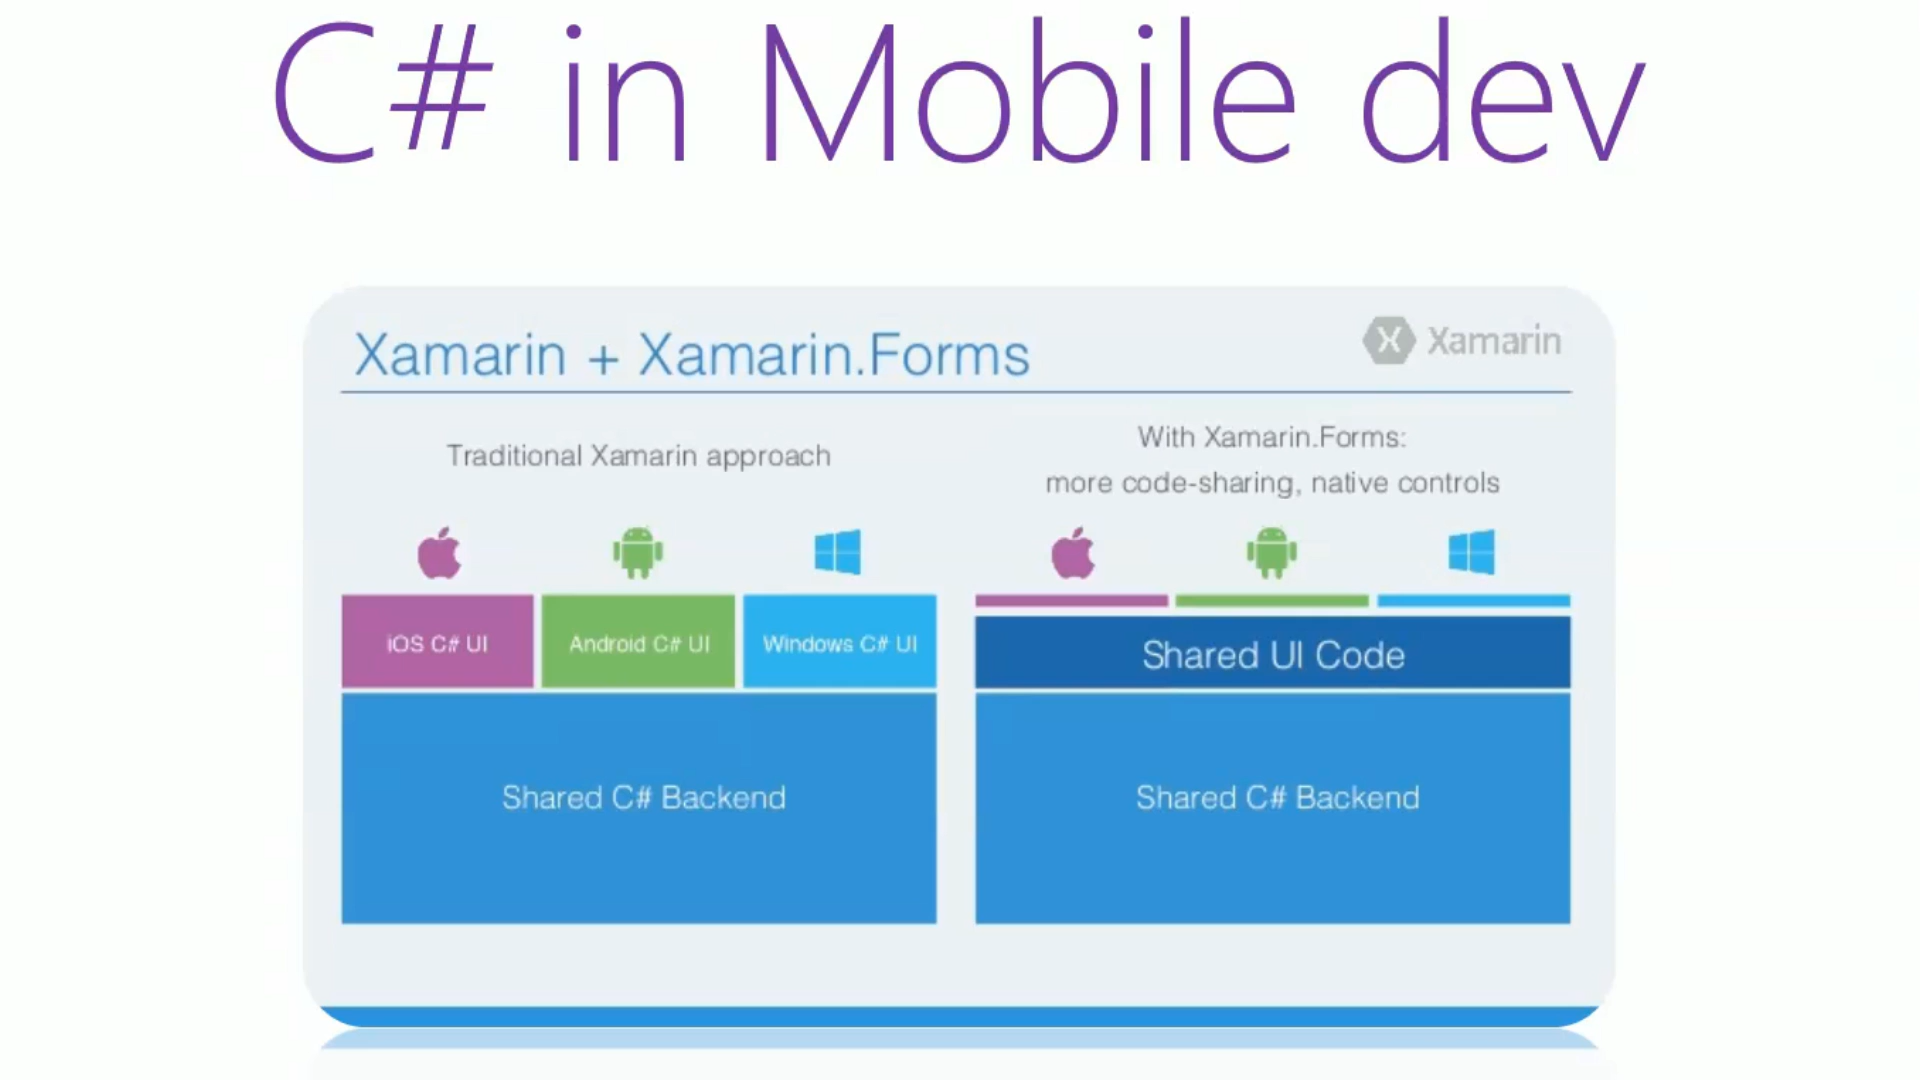 C# in Mobile dev
Xamarin + Xamarin.Forms
X Xamarin
Traditional Xamarin approach
With Xamarin.Forms:
more code-sharing, native controls
iOS C# UI
Android C# UI
Windows C# UI
Shared C# Backend
Shared UI Code
Shared C# Backend